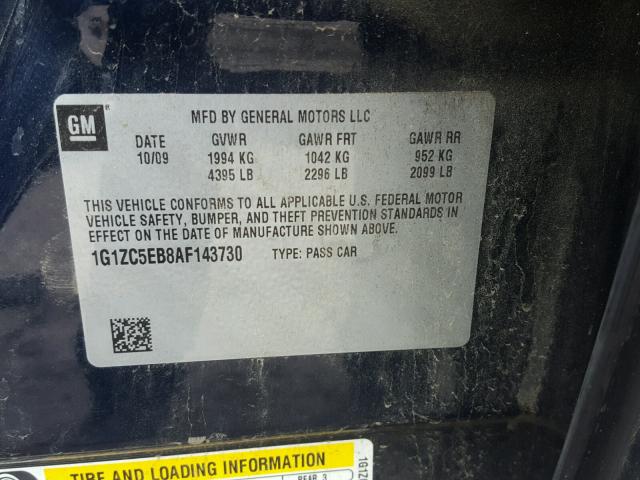 GM
MFD BY GENERAL MOTORS LLC
DATE GVWR GAWR FRT GAWR RR
10/09 1994 KG 1042 KG 952 KG
4395 LB 2296 LB 2099 LB
THIS VEHICLE CONFORMS TO ALL APPLICABLE U.S. FEDERAL MOTOR
VEHICLE SAFETY, BUMPER, AND THEFT PREVENTION STANDARDS IN
EFFECT ON THE DATE OF MANUFACTURE SHOWN ABOVE.
1G1ZC5EB8AF143730 TYPE: PASS CAR
TIRE AND LOADING INFORMATION
REAR 3
1G1Z